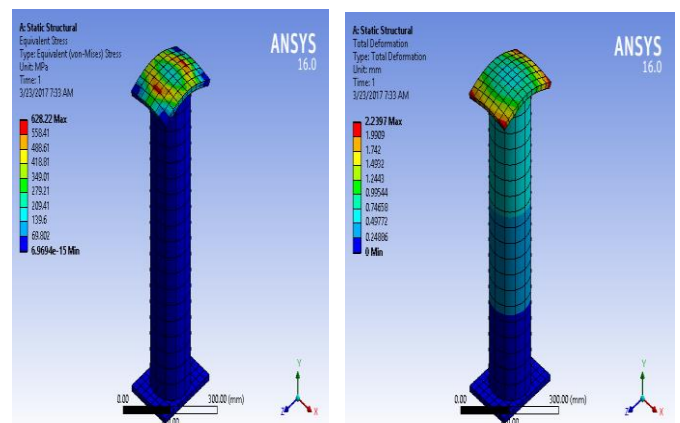 A: Static Structural
Equivalent Stress
Type: Equivalent (von-Mises) Stress
Unit: MPa
Time: 1
3/23/2017 7:33 AM
ANSYS
16.0
628.22 Max
558.41
488.61
418.81
349.01
279.21
209.41
139.6
69.802
6.9694e-15 Min
0.00
300.00 (mm)
Y
Z
X
A: Static Structural
Total Deformation
Type: Total Deformation
Unit: mm
Time: 1
3/23/2017 7:33 AM
ANSYS
16.0
2.2397 Max
1.9909
1.742
1.4932
1.2443
0.99544
0.74658
0.49772
0.24886
0 Min
0.00
300.00 (mm)
Y
Z
X